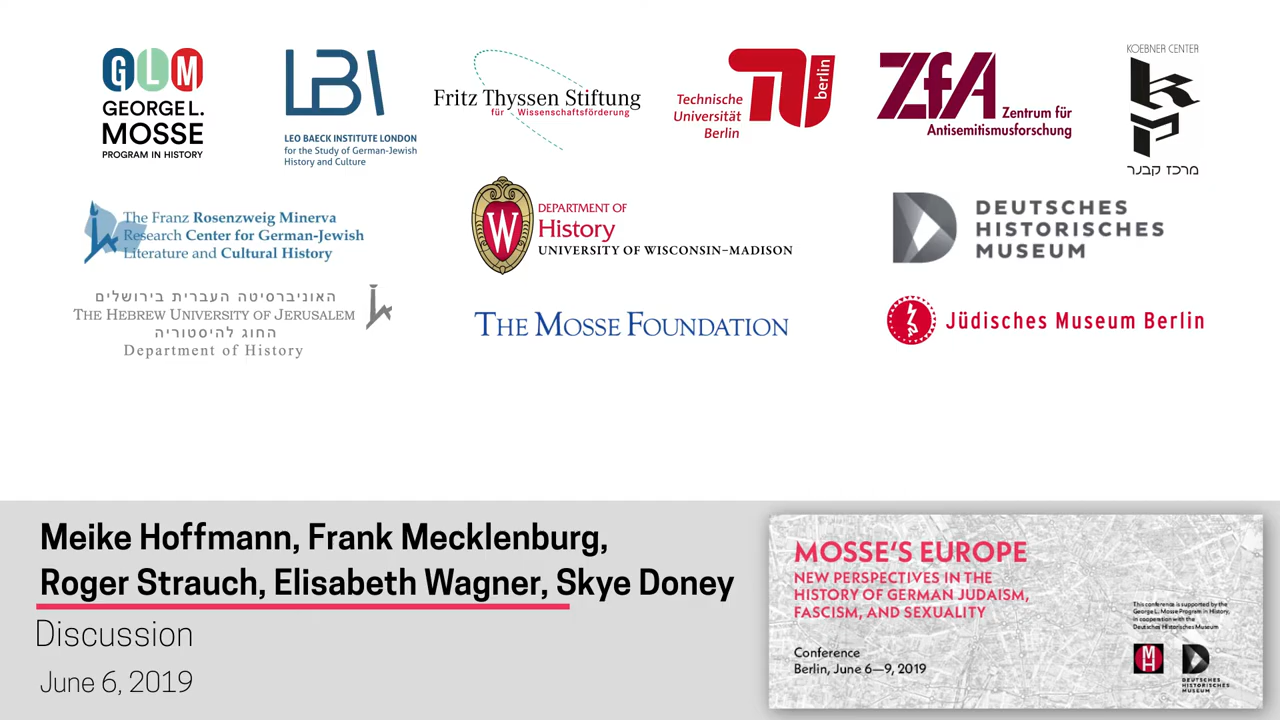 GLM
GEORGE L.
MOSSE
PROGRAM IN HISTORY
LBI
LEO BAECK INSTITUTE LONDON
for the Study of German-Jewish
History and Culture
Fritz Thyssen Stiftung
für Wissenschaftsförderung
Technische
Universität
Berlin
berlin
ZfA
Zentrum für
Antisemitismusforschung
KOEBNER CENTER
מרכז קבנר
The Franz Rosenzweig Minerva
Research Center for German-Jewish
Literature and Cultural History
W
DEPARTMENT OF
History
UNIVERSITY OF WISCONSIN–MADISON
DEUTSCHES
HISTORISCHES
MUSEUM
האוניברסיטה העברית בירושלים
THE HEBREW UNIVERSITY OF JERUSALEM
החוג להיסטוריה
Department of History
THE MOSSE FOUNDATION
Jüdisches Museum Berlin
Meike Hoffmann, Frank Mecklenburg,
Roger Strauch, Elisabeth Wagner, Skye Doney
Discussion
June 6, 2019
MOSSE'S EUROPE
NEW PERSPECTIVES IN THE
HISTORY OF GERMAN JUDAISM,
FASCISM, AND SEXUALITY
Conference
Berlin, June 6—9, 2019
This conference is supported by the
George L. Mosse Program in History,
in cooperation with the
Deutsches Historisches Museum
MH
DEUTSCHES
HISTORISCHES
MUSEUM